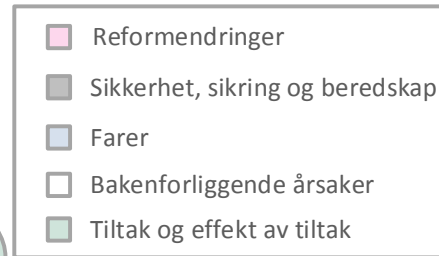 Reformendringer
Sikkerhet, sikring og beredskap
Farer
Bakenforliggende årsaker
Tiltak og effekt av tiltak